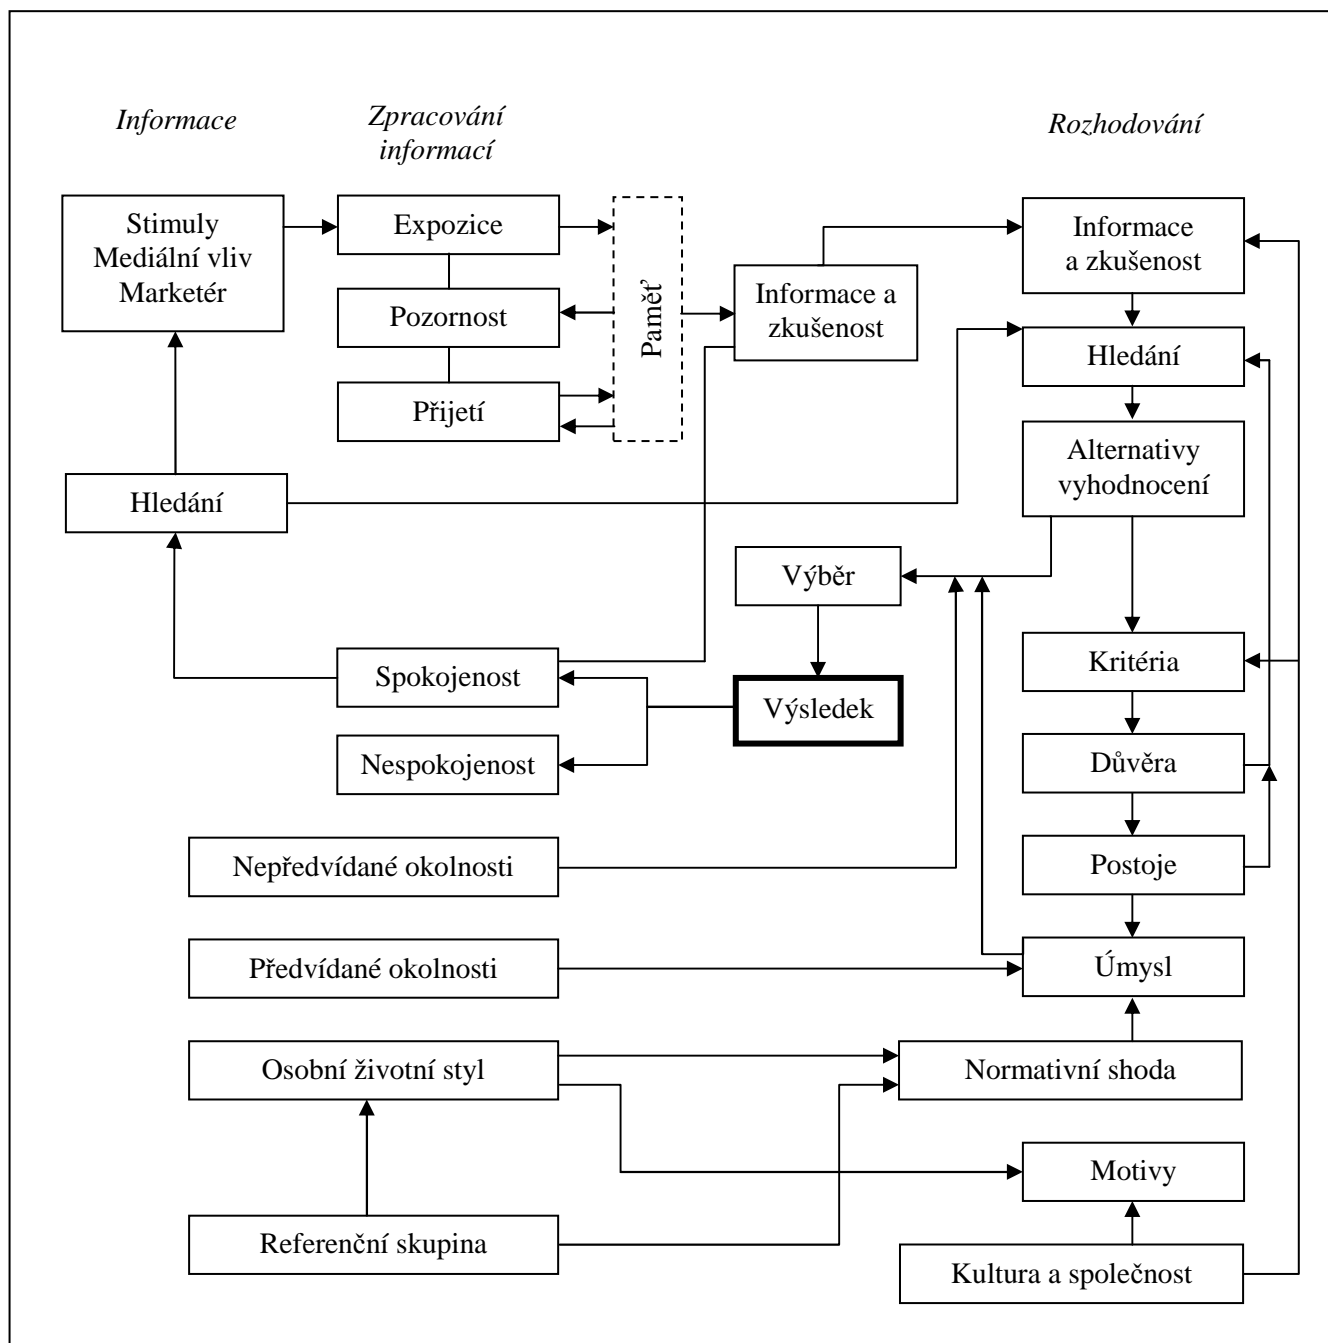 Informace
Zpracování
informací
Rozhodování
Stimuly
Mediální vliv
Marketér
Expozice
Pozornost
Přijetí
Paměť
Informace a
zkušenost
Informace
a zkušenost
Hledání
Alternativy
vyhodnocení
Hledání
Výběr
Spokojenost
Výsledek
Nespokojenost
Kritéria
Důvěra
Nepředvídané okolnosti
Postoje
Předvídané okolnosti
Úmysl
Osobní životní styl
Normativní shoda
Motivy
Referenční skupina
Kultura a společnost